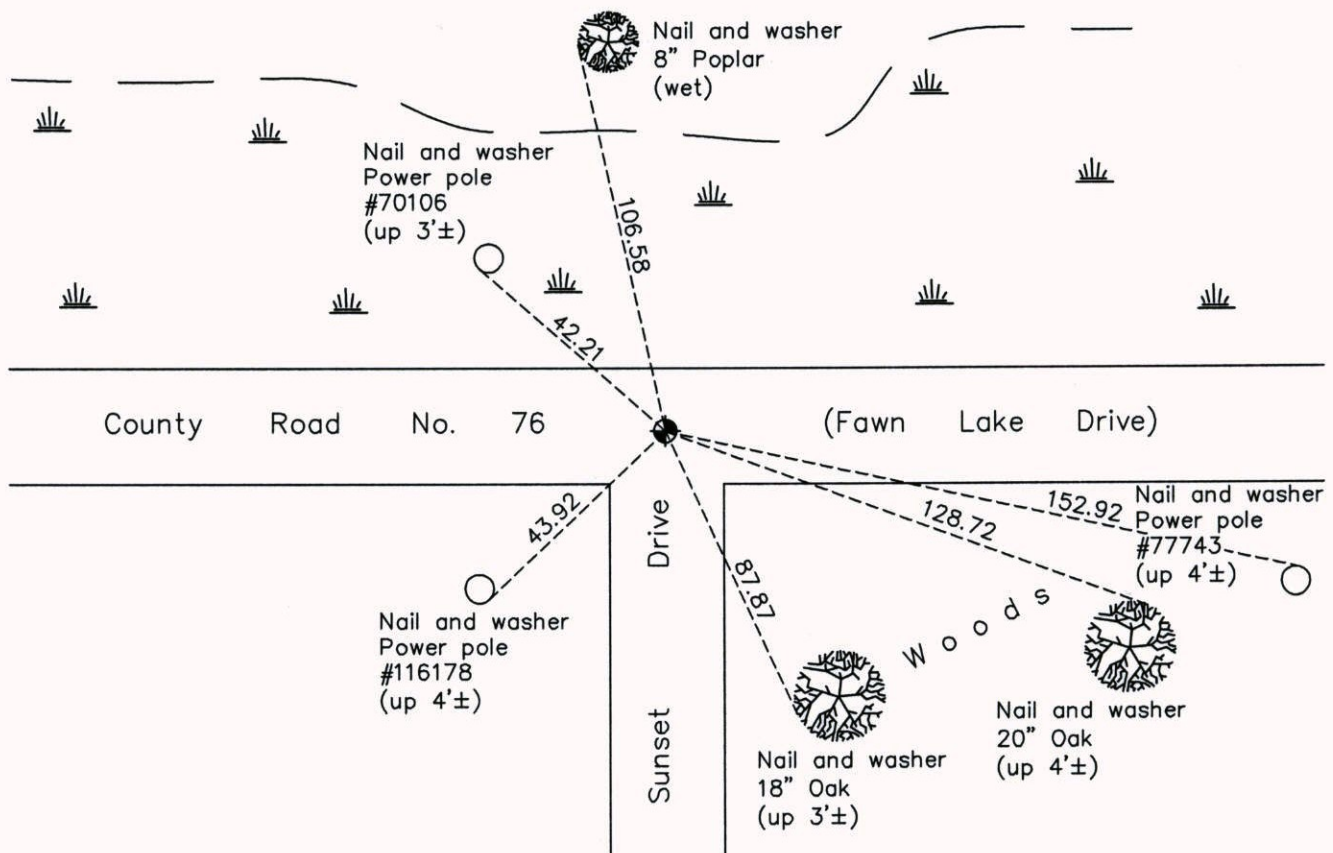 Nail and washer
8" Poplar
(wet)
Nail and washer
Power pole
#70106
(up 3'±)
106.58
42.21
County Road No. 76 (Fawn Lake Drive)
43.92
Sunset Drive
87.87
128.72
152.92
Nail and washer
Power pole
#77743
(up 4'±)
Woods
Nail and washer
Power pole
#116178
(up 4'±)
Nail and washer
20" Oak
(up 4'±)
Nail and washer
18" Oak
(up 3'±)